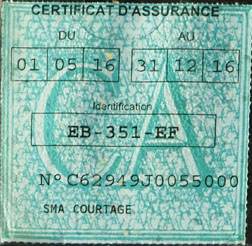 CERTIFICAT D'ASSURANCE
DU AU
01 05 16 31 12 16
Identification
EB-351-EF
N°C62949J0055000
SMA COURTAGE